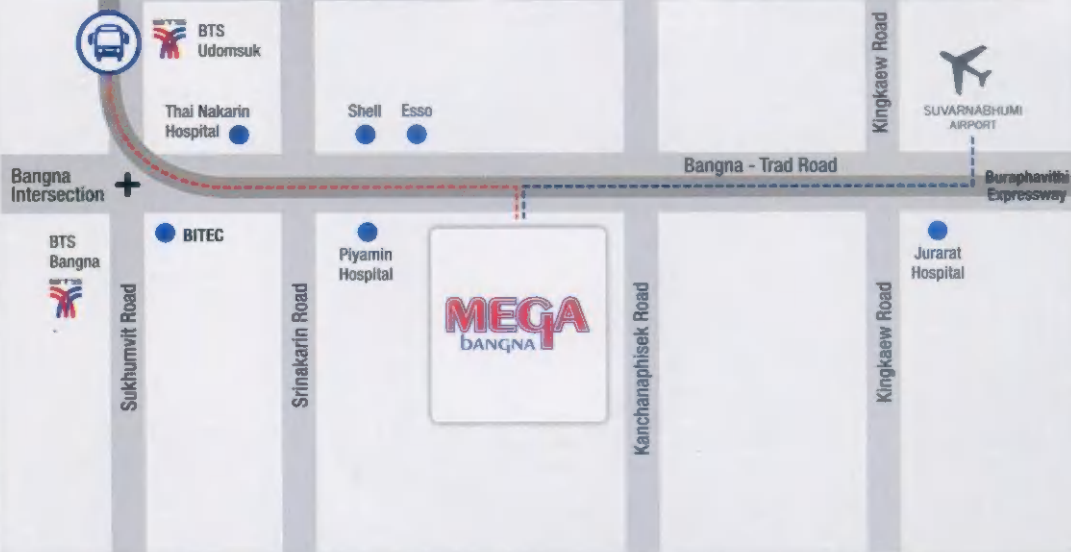 BTS
Udomsuk
Thai Nakarin
Hospital
Shell
Esso
Kingkaew Road
SUVARNABHUMI
AIRPORT
Bangna - Trad Road
Bangna
Intersection
Buraphavithi
Expressway
BTS
Bangna
BTS
BITEC
Piyamin
Hospital
Jurarat
Hospital
MEGA
bANGNA
Sukhumvit Road
Srinakarin Road
Kanchanaphisek Road
Kingkaew Road